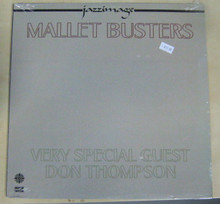 jazzimage
MALLET BUSTERS
VERY SPECIAL GUEST
DON THOMPSON